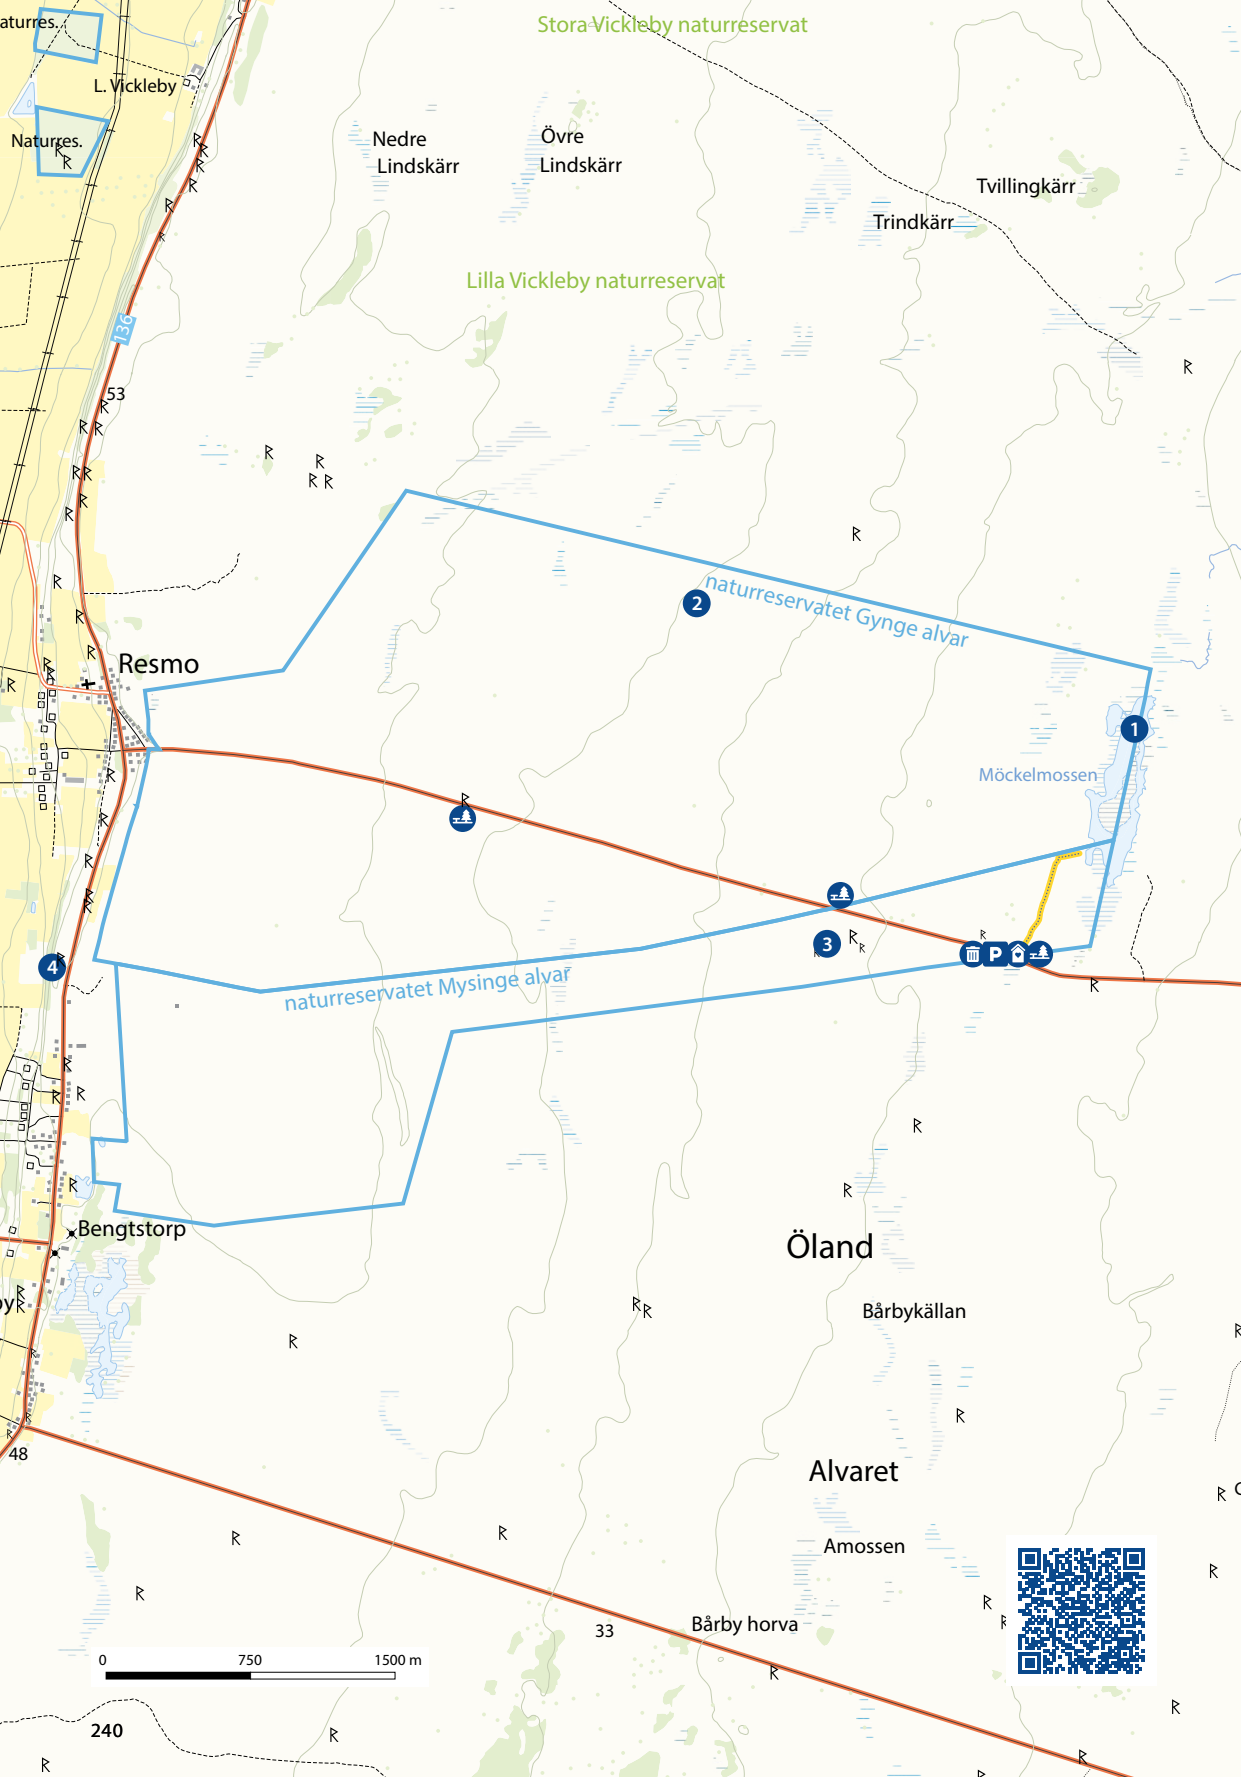 aturres.
Stora Vickleby naturreservat
L. Vickleby
Naturres.
Nedre
Lindskärr
Övre
Lindskärr
Tvillingkärr
Trindkärr
Lilla Vickleby naturreservat
136
53
naturreservatet Gynge alvar
2
Resmo
1
Möckelmossen
3
P
4
naturreservatet Mysinge alvar
Bengtstorp
Öland
by
Bårbykällan
48
Alvaret
Amossen
33
Bårby horva
0 750 1500 m
240